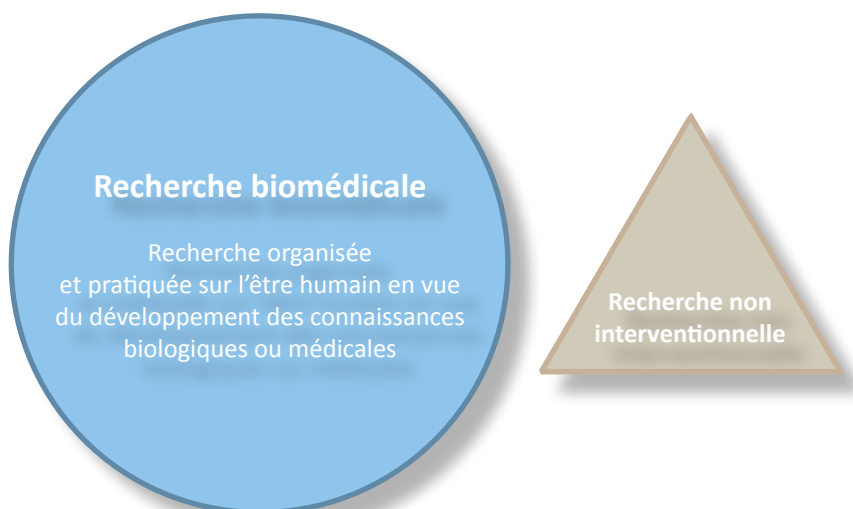 Recherche biomédicale
Recherche organisée
et pratiquée sur l’être humain en vue
du développement des connaissances
biologiques ou médicales
Recherche non
interventionnelle